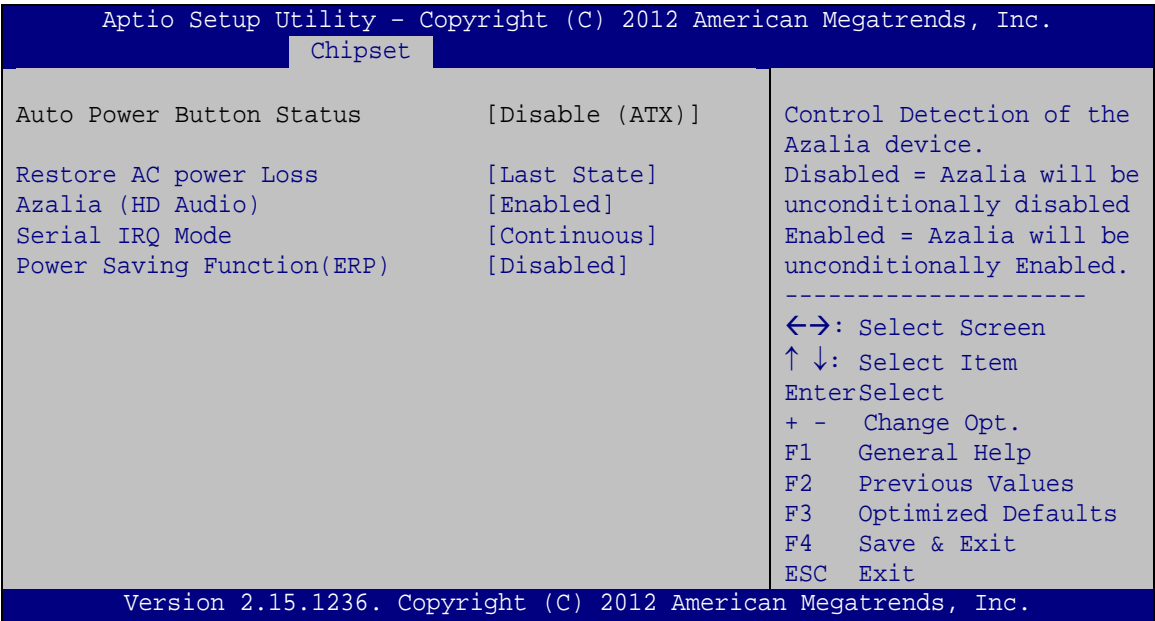 Aptio Setup Utility – Copyright (C) 2012 American Megatrends, Inc.
Chipset
Auto Power Button Status [Disable (ATX)]
Restore AC power Loss [Last State]
Azalia (HD Audio) [Enabled]
Serial IRQ Mode [Continuous]
Power Saving Function(ERP) [Disabled]
Control Detection of the
Azalia device.
Disabled = Azalia will be
unconditionally disabled
Enabled = Azalia will be
unconditionally Enabled.
---------------------
←→: Select Screen
↑ ↓: Select Item
EnterSelect
+ - Change Opt.
F1 General Help
F2 Previous Values
F3 Optimized Defaults
F4 Save & Exit
ESC Exit
Version 2.15.1236. Copyright (C) 2012 American Megatrends, Inc.